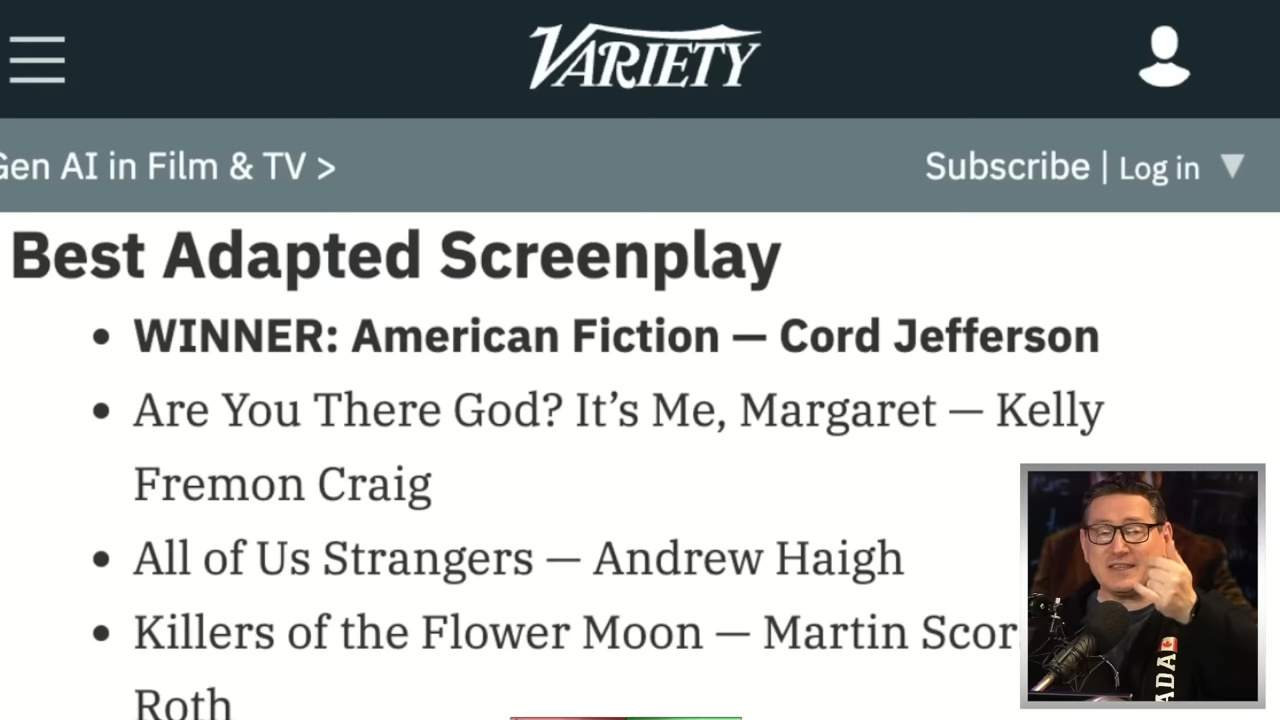 VARIETY
Gen AI in Film & TV >
Subscribe | Log in ▼
Best Adapted Screenplay
• WINNER: American Fiction — Cord Jefferson
• Are You There God? It’s Me, Margaret — Kelly
Fremon Craig
• All of Us Strangers — Andrew Haigh
• Killers of the Flower Moon — Martin Scor
Roth
ADA